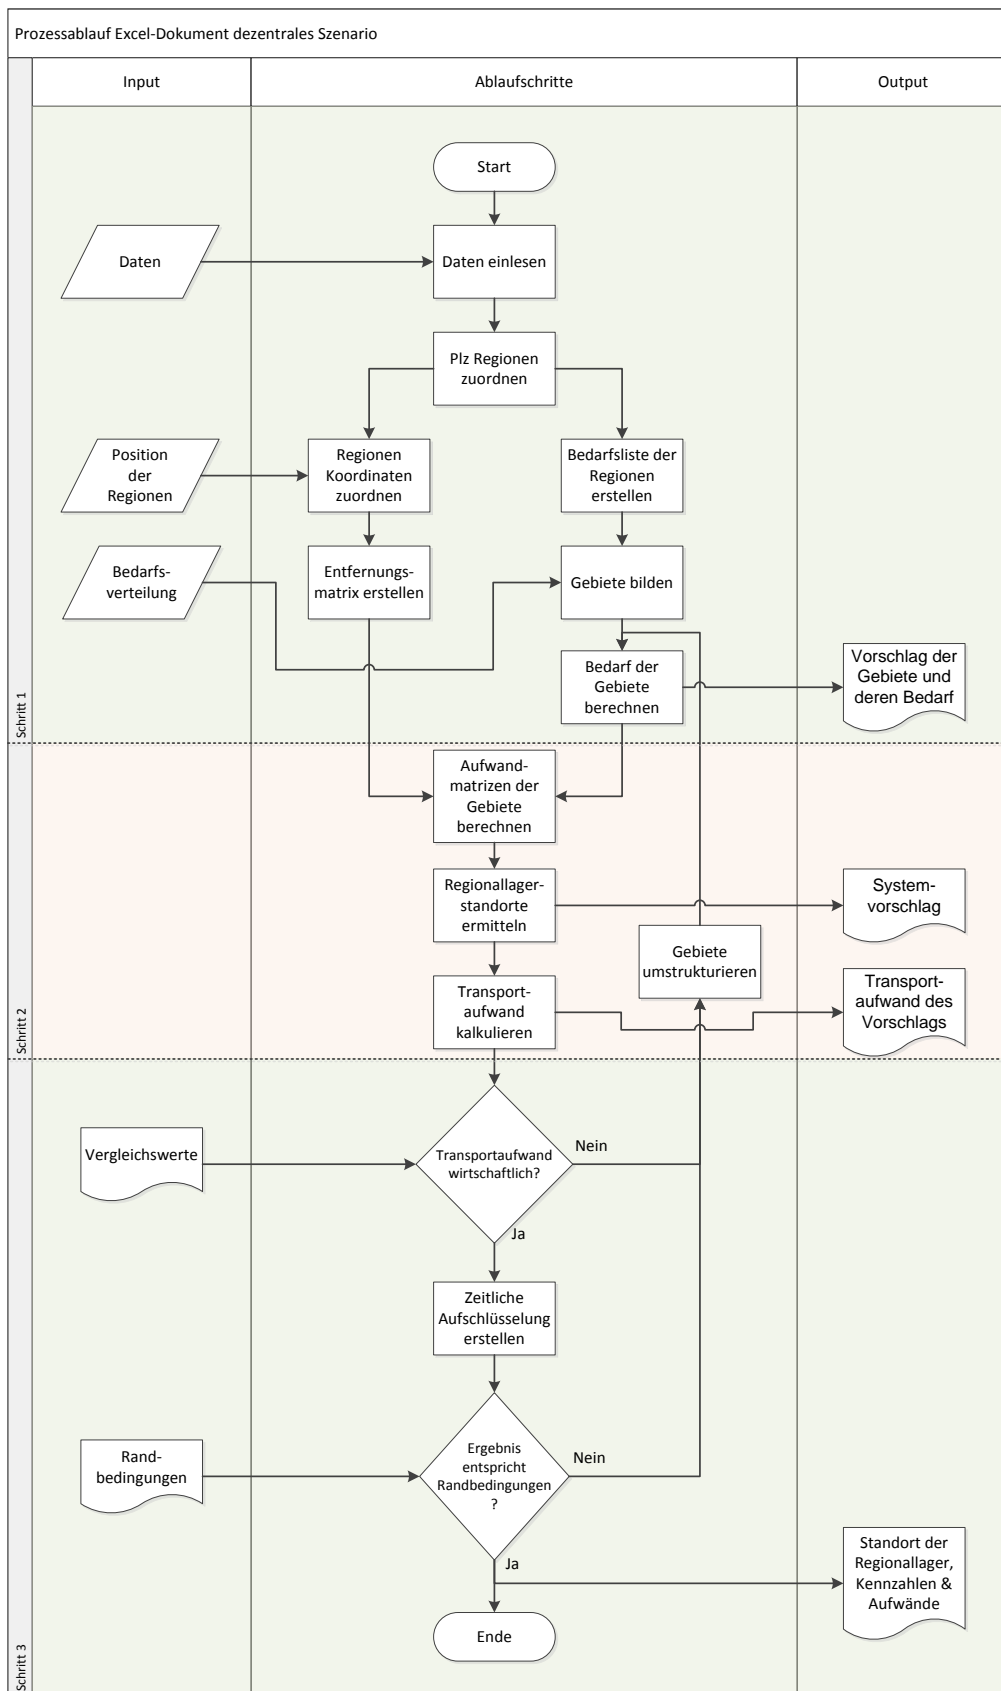 Prozessablauf Excel-Dokument dezentrales Szenario
Input
Ablaufschritte
Output
Schritt 1
Start
Daten
Daten einlesen
Plz Regionen
zuordnen
Position
der
Regionen
Regionen
Koordinaten
zuordnen
Bedarfsliste der
Regionen
erstellen
Bedarfs-
verteilung
Entfernungs-
matrix erstellen
Gebiete bilden
Bedarf der
Gebiete
berechnen
Vorschlag der
Gebiete und
deren Bedarf
Schritt 2
Aufwand-
matrizen der
Gebiete
berechnen
Regionallager-
standorte
ermitteln
System-
vorschlag
Gebiete
umstrukturieren
Transport-
aufwand
kalkulieren
Transport-
aufwand des
Vorschlags
Schritt 3
Vergleichswerte
Transportaufwand
wirtschaftlich?
Nein
Ja
Zeitliche
Aufschlüsselung
erstellen
Rand-
bedingungen
Ergebnis
entspricht
Randbedingungen
?
Nein
Ja
Standort der
Regionallager,
Kennzahlen &
Aufwände
Ende